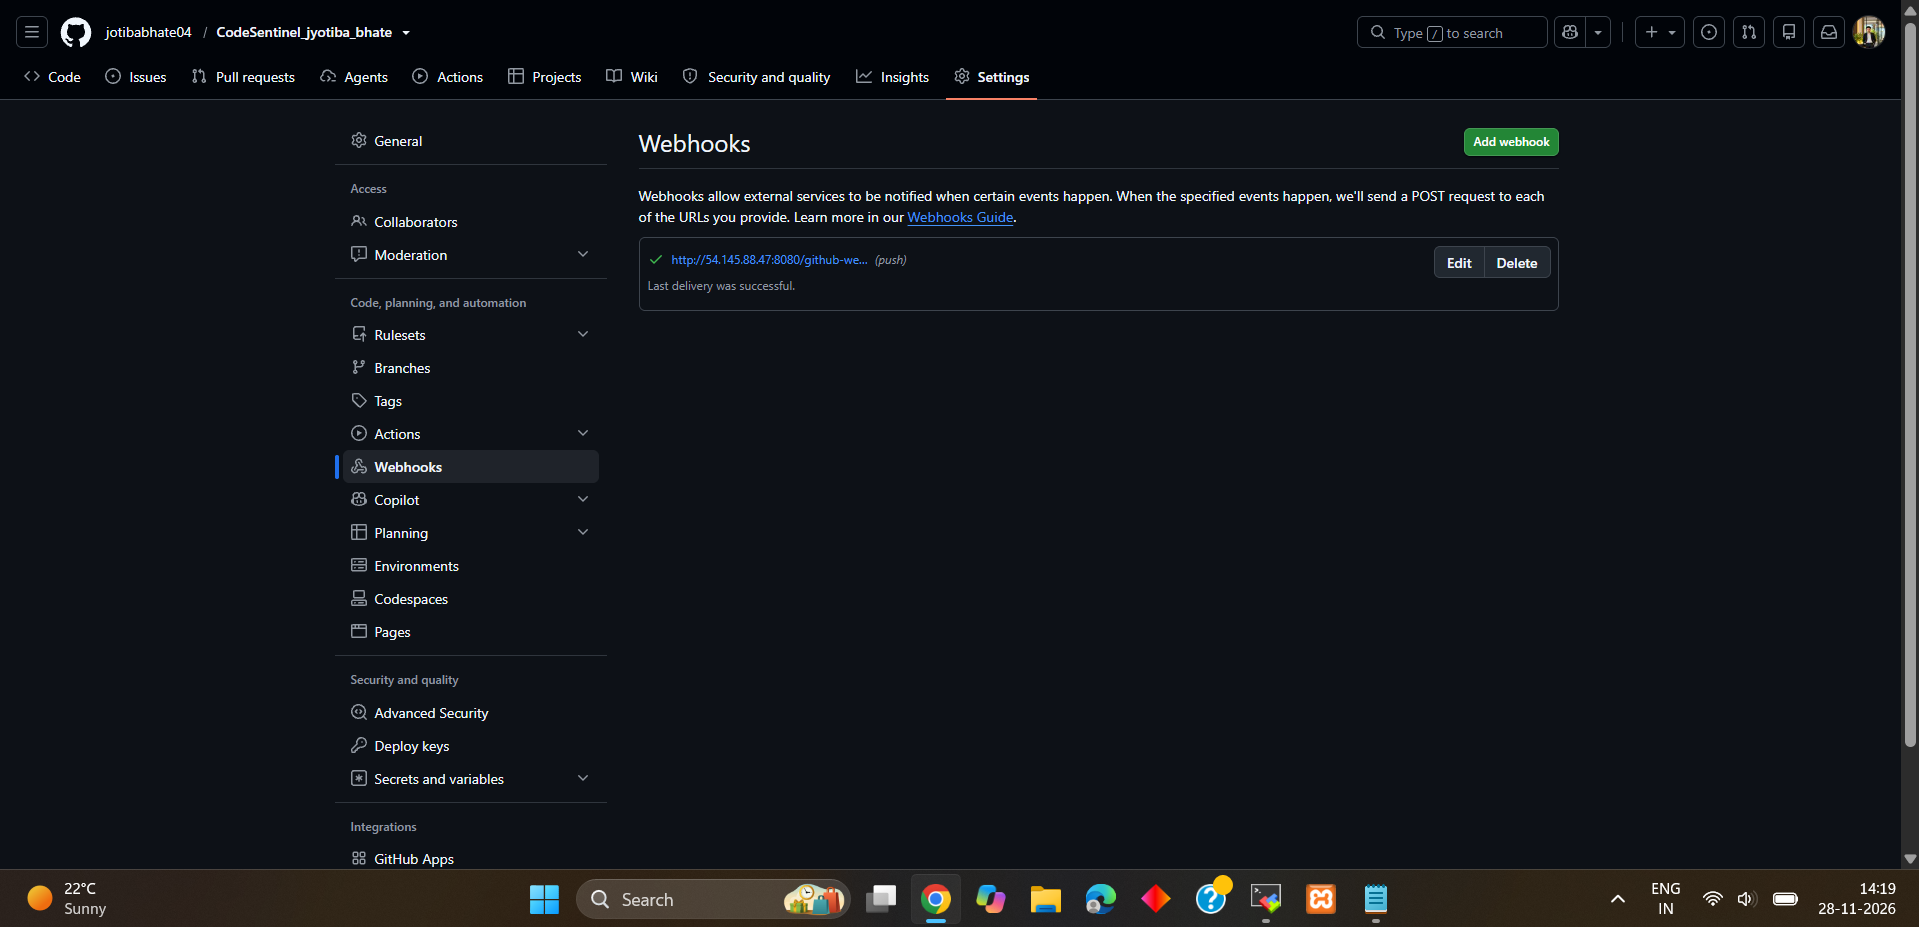 jotibabhate04 / CodeSentinel_jyotiba_bhate
Type / to search
Code Issues Pull requests Agents Actions Projects Wiki Security and quality Insights Settings
General
Access
Collaborators
Moderation
Code, planning, and automation
Rulesets
Branches
Tags
Actions
Webhooks
Copilot
Planning
Environments
Codespaces
Pages
Security and quality
Advanced Security
Deploy keys
Secrets and variables
Integrations
GitHub Apps
Webhooks
Add webhook
Webhooks allow external services to be notified when certain events happen. When the specified events happen, we'll send a POST request to each
of the URLs you provide. Learn more in our Webhooks Guide.
http://54.145.88.47:8080/github-we... (push)
Edit Delete
Last delivery was successful.
22°C
Sunny
Search
ENG
IN
14:19
28-11-2026